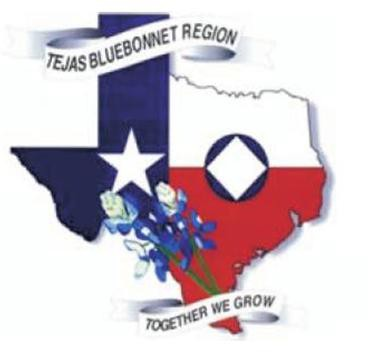 TEJAS BLUEBONNET REGION
TOGETHER WE GROW